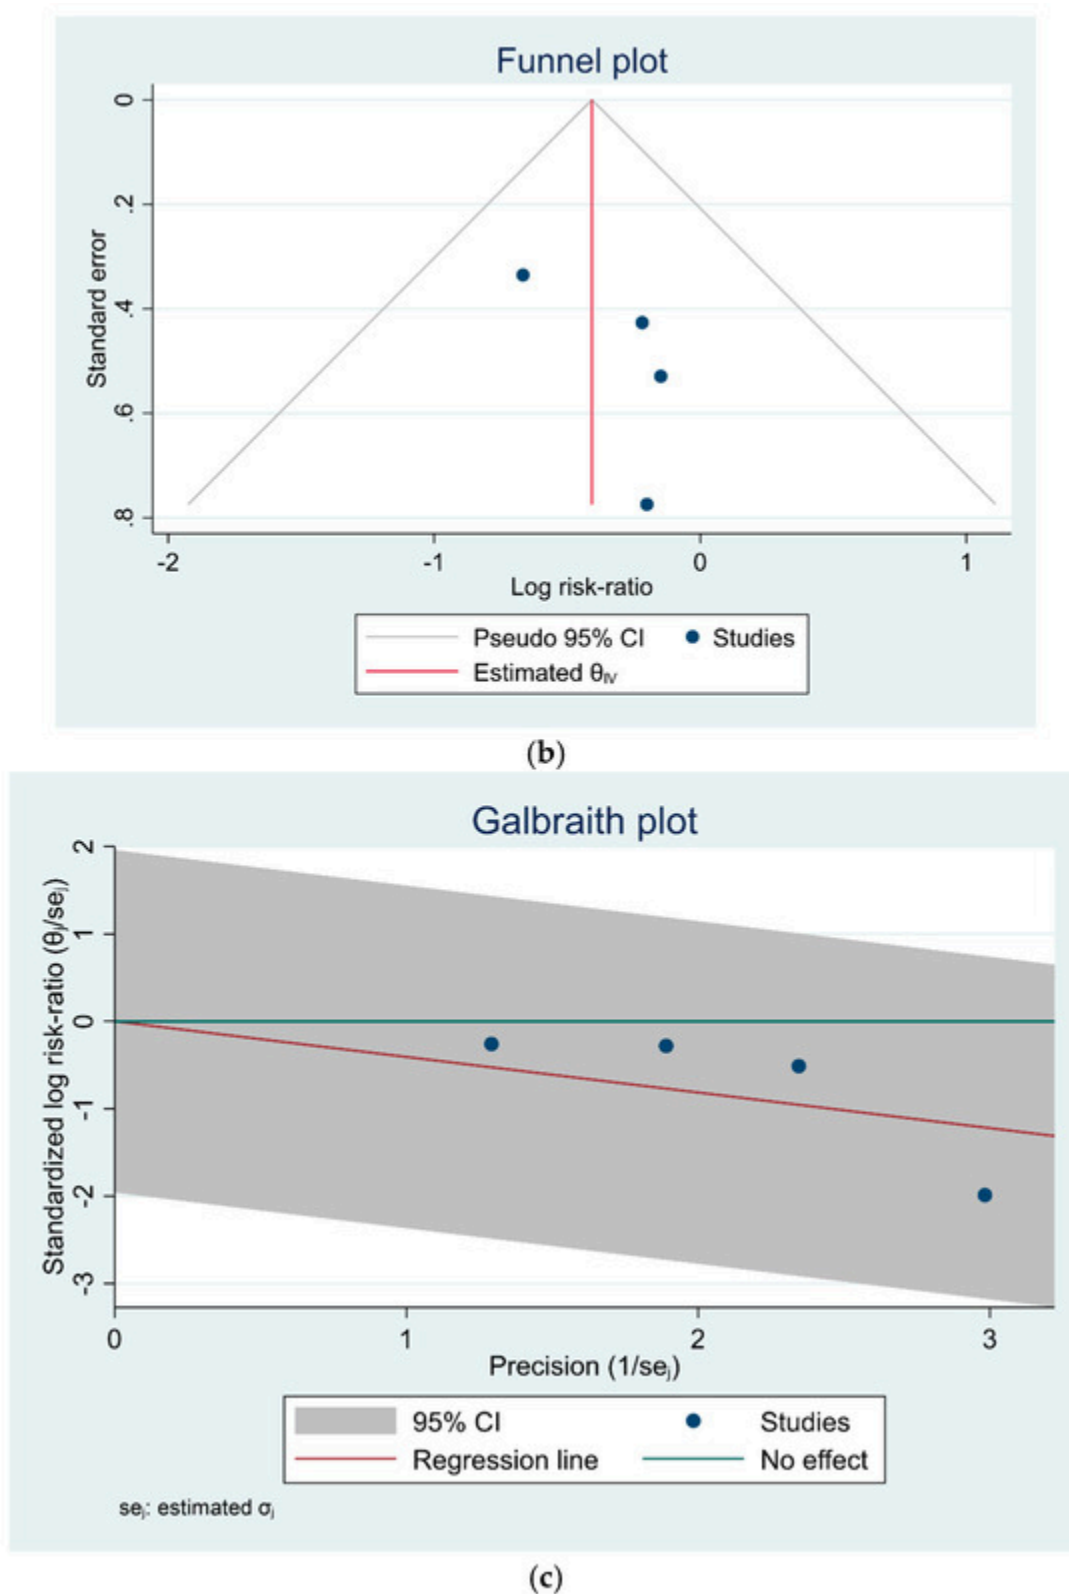 Funnel plot
Standard error
0
.2
.4
.6
.8
-2 -1 0 1
Log risk-ratio
Pseudo 95% CI Studies
Estimated θIV
(b)
Galbraith plot
Standardized log risk-ratio (θj/sej)
2
1
0
-1
-2
-3
0 1 2 3
Precision (1/sej)
95% CI Studies
Regression line No effect
sej: estimated σj
(c)